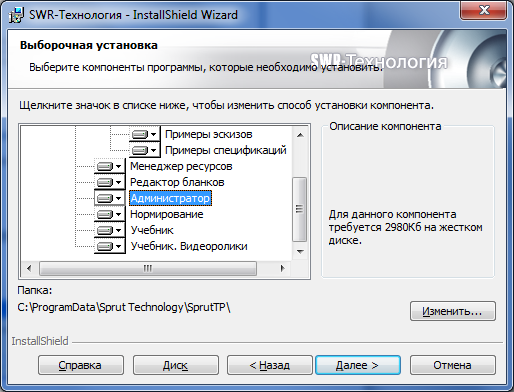 SWR-Технология - InstallShield Wizard
Выборочная установка
Выберите компоненты программы, которые необходимо установить.
SWR-Технология
Щелкните значок в списке ниже, чтобы изменить способ установки компонента.
Примеры эскизов
Примеры спецификаций
Менеджер ресурсов
Редактор бланков
Администратор
Нормирование
Учебник
Учебник. Видеоролики
Описание компонента
Для данного компонента
требуется 2980Кб на жестком
диске.
Папка:
C:\ProgramData\Sprut Technology\SprutTP\
Изменить...
InstallShield
Справка
Диск
< Назад
Далее >
Отмена